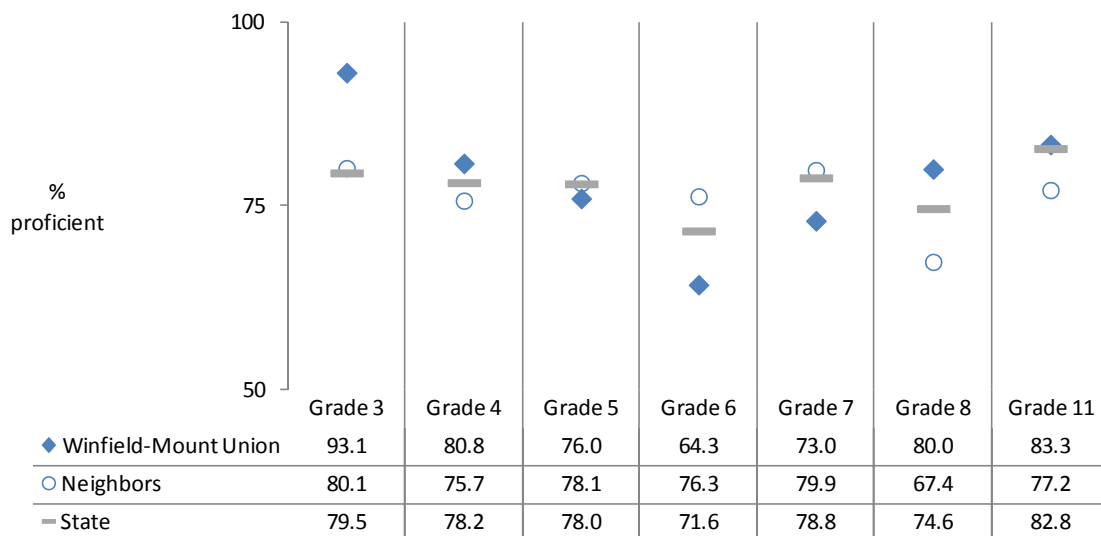 100
75
50
%
proficient
Grade 3 Grade 4 Grade 5 Grade 6 Grade 7 Grade 8 Grade 11
Winfield-Mount Union 93.1 80.8 76.0 64.3 73.0 80.0 83.3
Neighbors 80.1 75.7 78.1 76.3 79.9 67.4 77.2
State 79.5 78.2 78.0 71.6 78.8 74.6 82.8